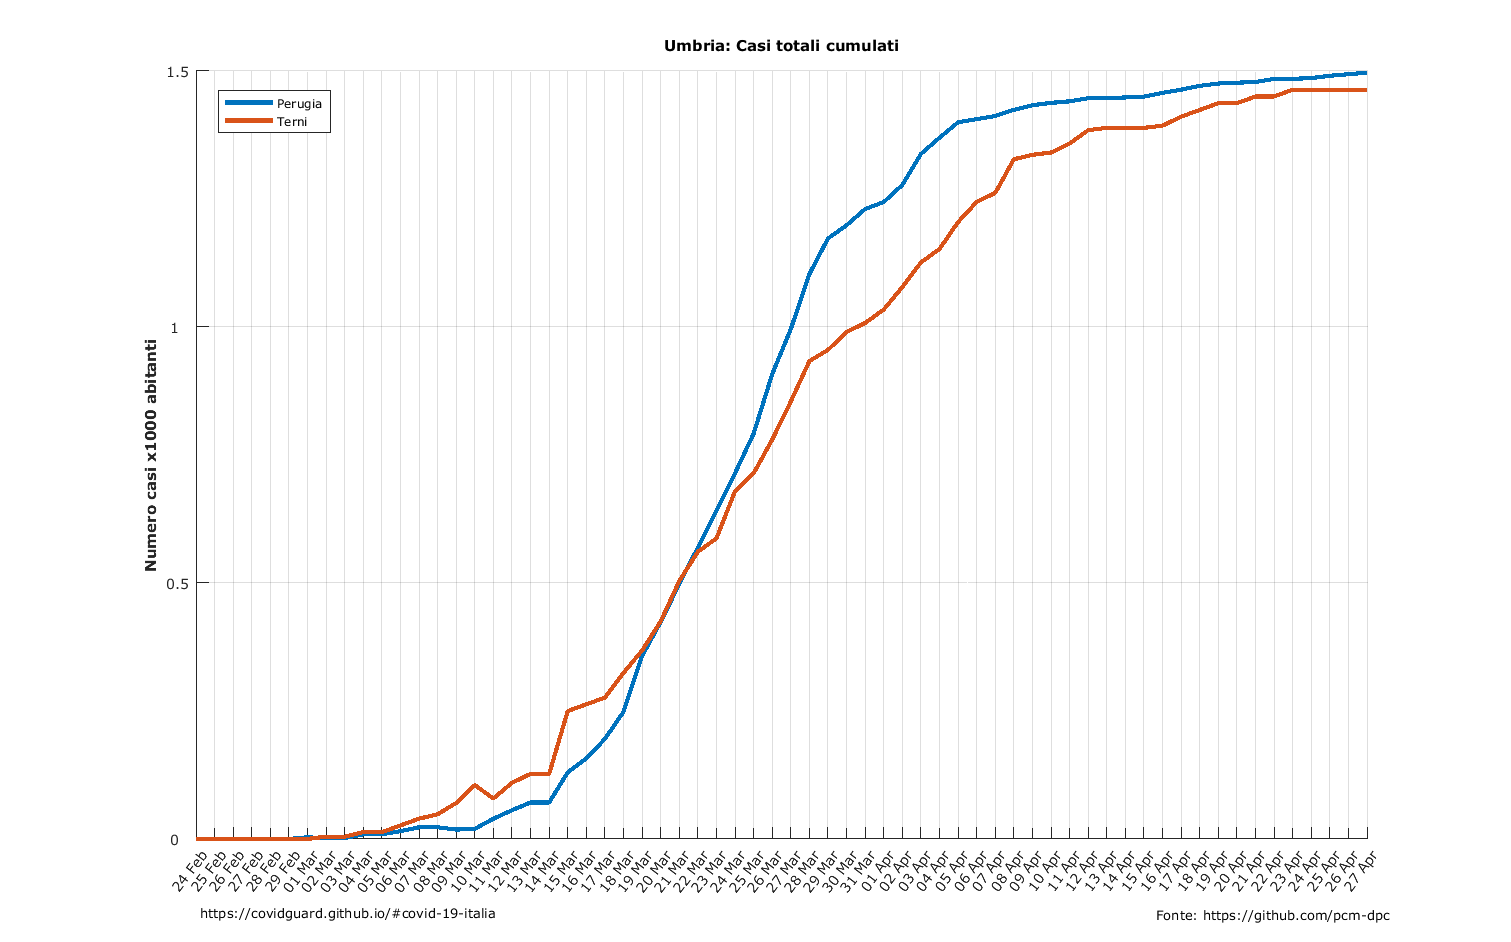 Umbria: Casi totali cumulati
1.5
1
0.5
0
Numero casi x1000 abitanti
Perugia
Terni
24 Feb
25 Feb
26 Feb
27 Feb
28 Feb
29 Feb
01 Mar
02 Mar
03 Mar
04 Mar
05 Mar
06 Mar
07 Mar
08 Mar
09 Mar
10 Mar
11 Mar
12 Mar
13 Mar
14 Mar
15 Mar
16 Mar
17 Mar
18 Mar
19 Mar
20 Mar
21 Mar
22 Mar
23 Mar
24 Mar
25 Mar
26 Mar
27 Mar
28 Mar
29 Mar
30 Mar
31 Mar
01 Apr
02 Apr
03 Apr
04 Apr
05 Apr
06 Apr
07 Apr
08 Apr
09 Apr
10 Apr
11 Apr
12 Apr
13 Apr
14 Apr
15 Apr
16 Apr
17 Apr
18 Apr
19 Apr
20 Apr
21 Apr
22 Apr
23 Apr
24 Apr
25 Apr
26 Apr
27 Apr
https://covidguard.github.io/#covid-19-italia
Fonte: https://github.com/pcm-dpc